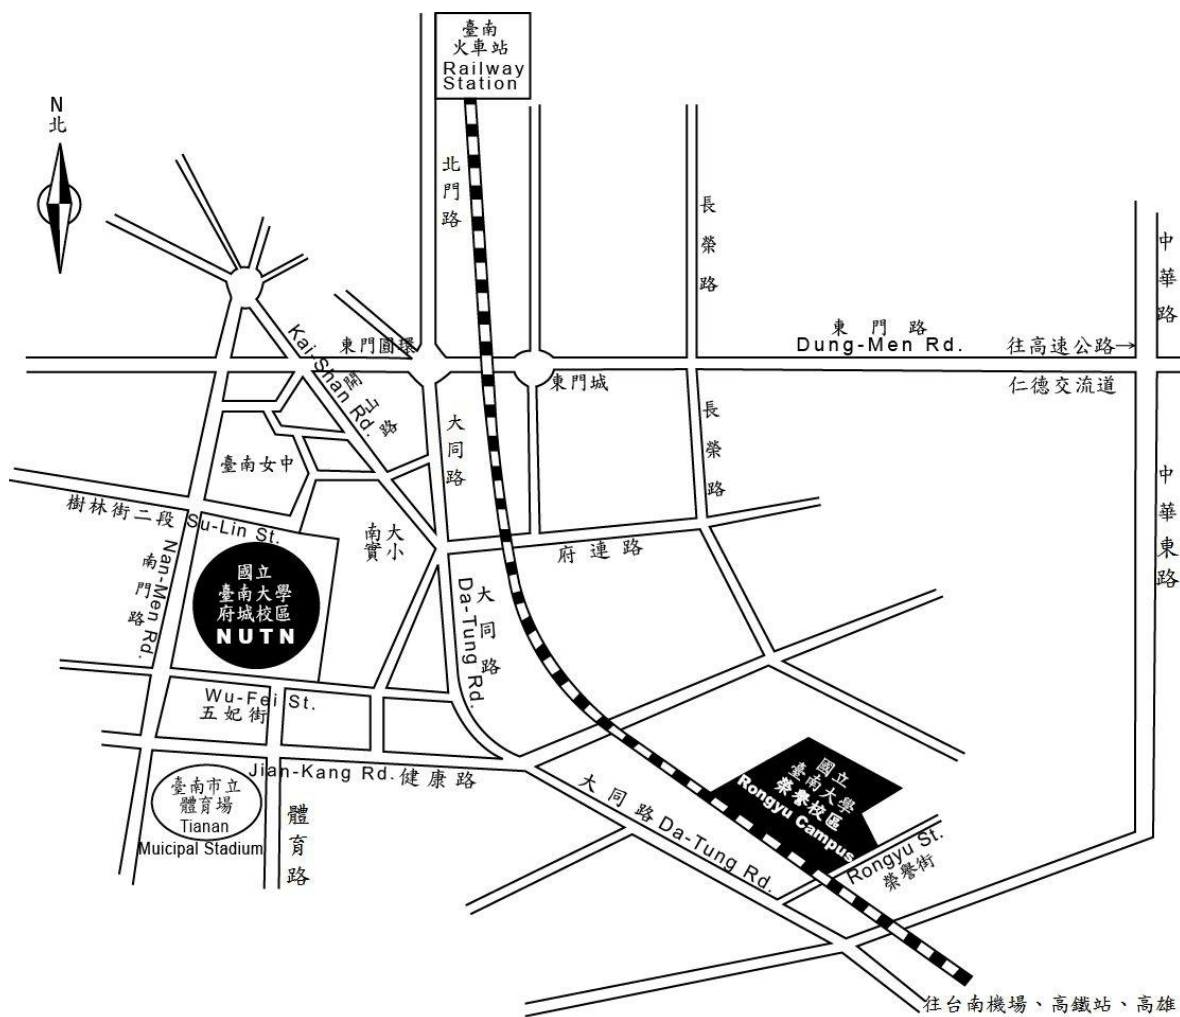 臺南
火車站
Railway
Station
N
北
北門路
長榮路
中華路
Kai-Shan Rd.
開山路
東門圓環
東門路
Dung-Men Rd.
往高速公路→
仁德交流道
東門城
大同路
長榮路
臺南女中
中華東路
樹林街二段
Su-Lin St.
南大
實小
府連路
Nan-Men Rd.
南門路
國立
臺南大學
府城校區
NUTN
Da-Tung Rd.
大同路
Wu-Fei St.
五妃街
Jian-Kang Rd. 健康路
臺南市立
體育場
Tianan
Muicipal Stadium
體育路
大同路 Da-Tung Rd.
國立
臺南大學
榮譽校區
Rongyu Campus
Rongyu St.
榮譽街
往台南機場、高鐵站、高雄